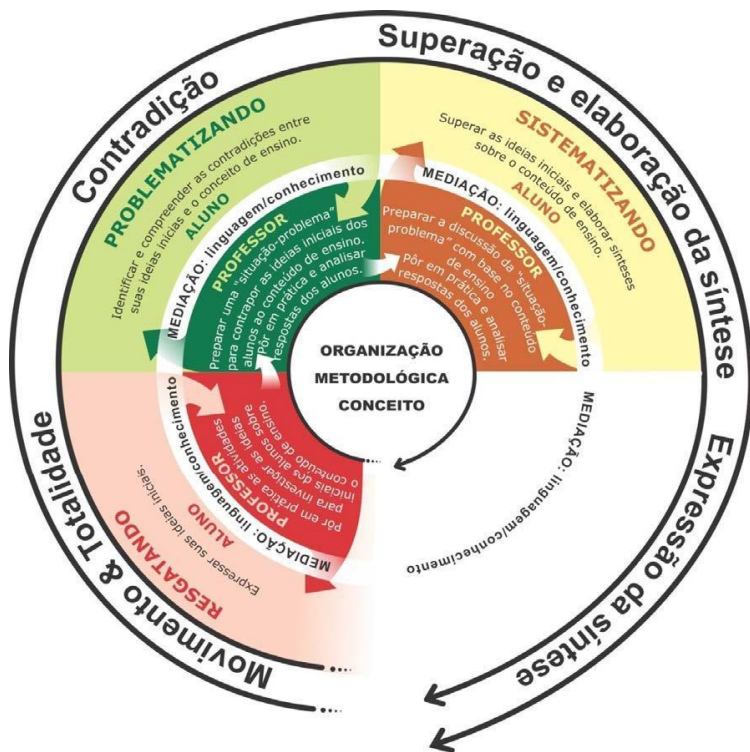 Movimento & Totalidade
Contradição
Superação e elaboração da síntese
Expressão da síntese
RESGATANDO
Expressar suas ideias iniciais.
ALUNO
MEDIAÇÃO: linguagem/conhecimento
PROFESSOR
pôr em prática as atividades
para investigar as ideias
iniciais dos alunos sobre
o conteúdo de ensino.
PROBLEMATIZANDO
Identificar e compreender as contradições entre
suas ideias inicias e o conceito de ensino.
ALUNO
MEDIAÇÃO: linguagem/conhecimento
PROFESSOR
Preparar uma "situação-problema"
para contrapor as ideias iniciais dos
alunos ao conteúdo de ensino.
Pôr em prática e analisar
respostas dos alunos.
SISTEMATIZANDO
Superar as ideias iniciais e elaborar sínteses
sobre o conteúdo de ensino.
ALUNO
MEDIAÇÃO: linguagem/conhecimento
PROFESSOR
Preparar a discussão da "situação-
problema" com base no conteúdo
de ensino
Pôr em prática e analisar
respostas dos alunos.
MEDIAÇÃO: linguagem/conhecimento
ORGANIZAÇÃO
METODOLÓGICA
CONCEITO